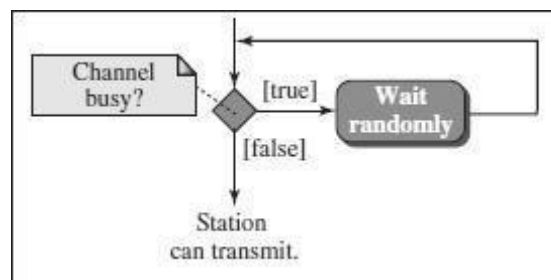 Channel
busy?
[true]
Wait
randomly
[false]
Station
can transmit.